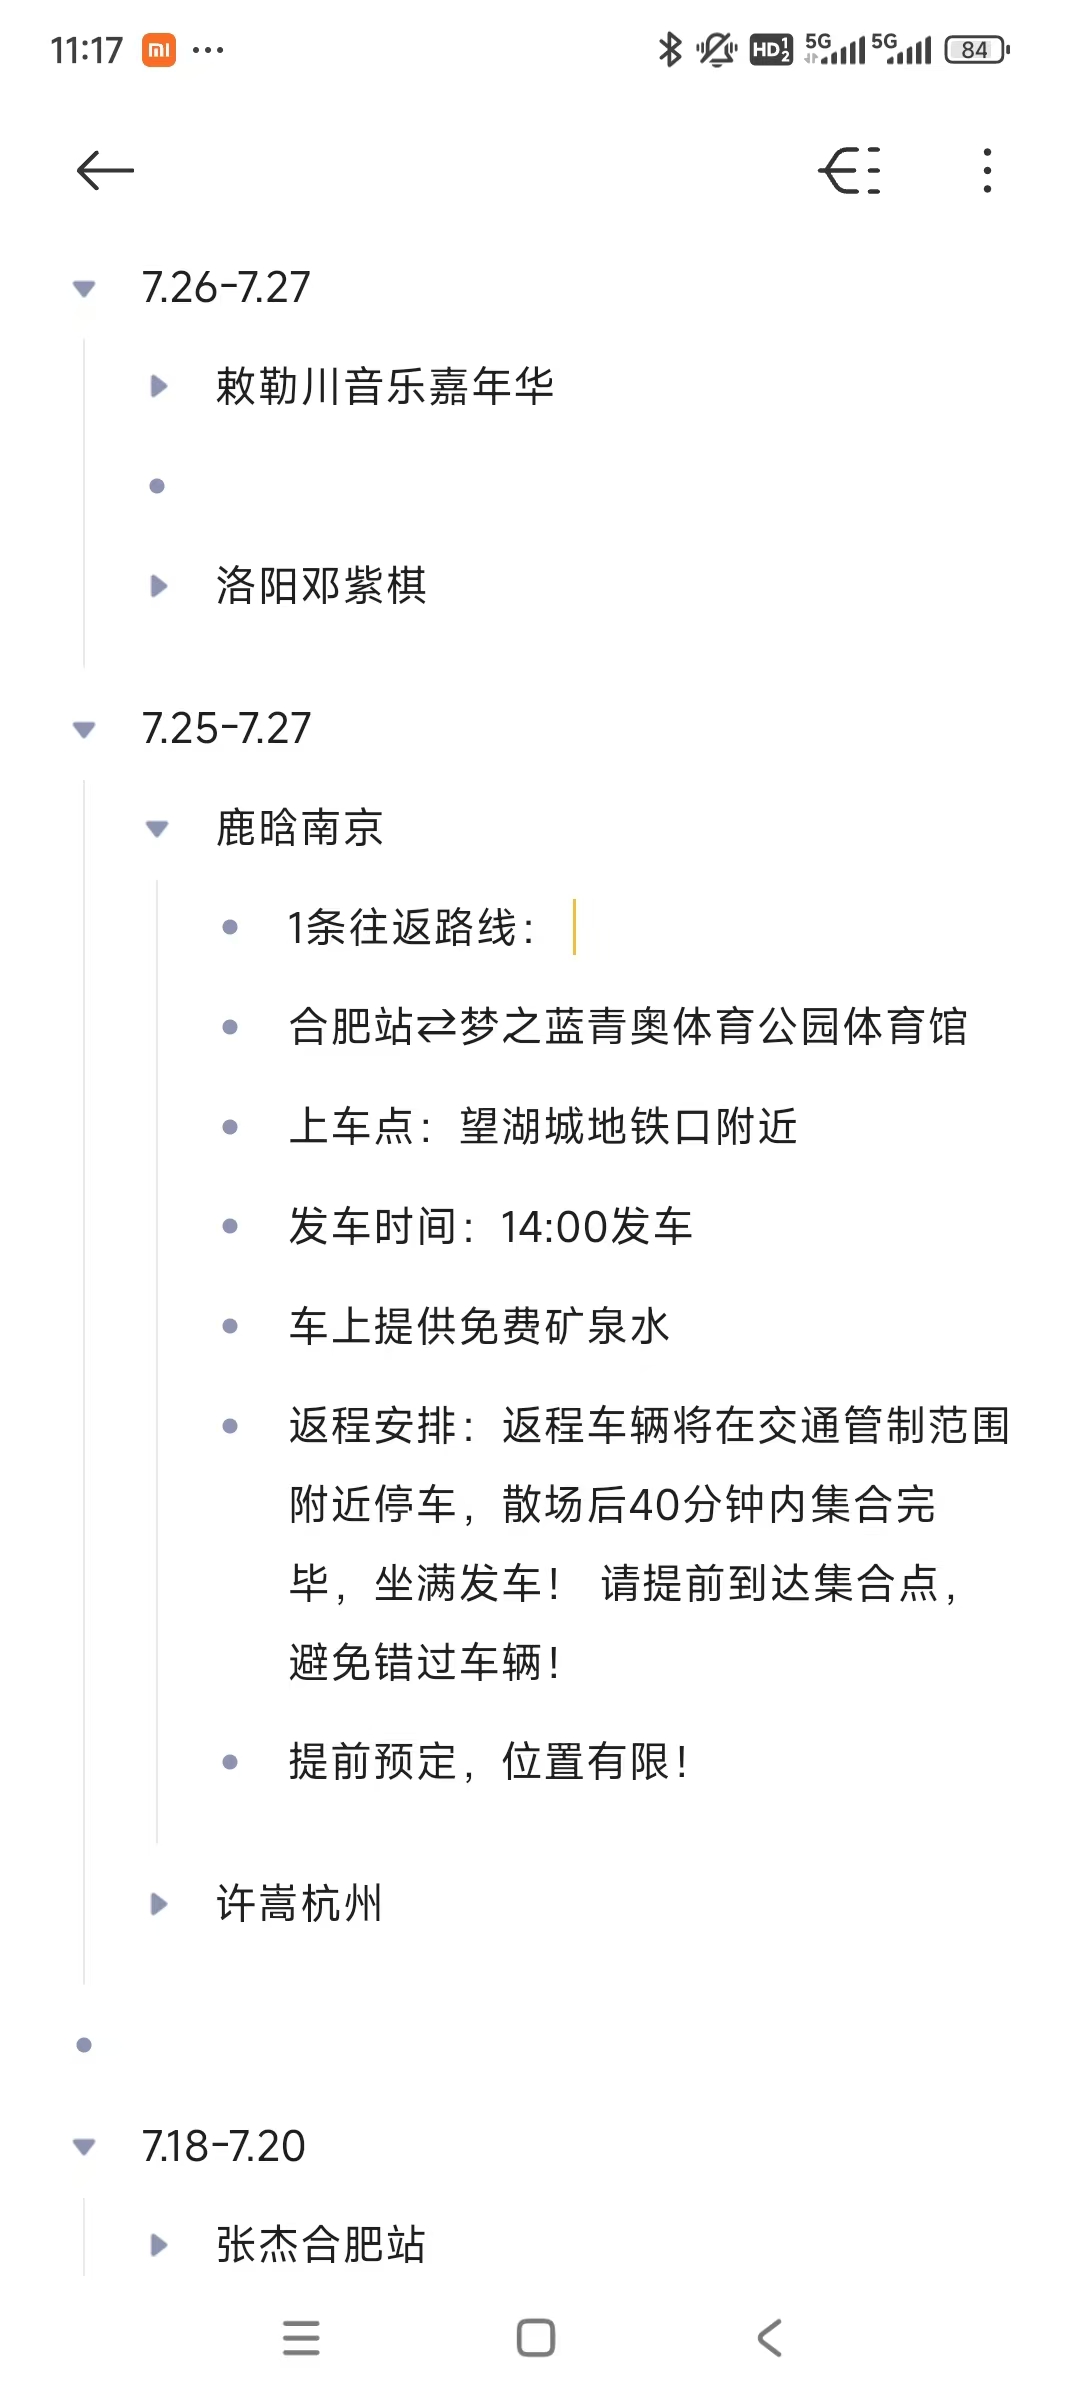 11:17
HD 1 2 5G 5G 84
7.26-7.27
敕勒川音乐嘉年华
洛阳邓紫棋
7.25-7.27
鹿晗南京
1条往返路线：
合肥站⇄梦之蓝青奥体育公园体育馆
上车点：望湖城地铁口附近
发车时间：14:00发车
车上提供免费矿泉水
返程安排：返程车辆将在交通管制范围
附近停车，散场后40分钟内集合完
毕，坐满发车！ 请提前到达集合点，
避免错过车辆！
提前预定，位置有限！
许嵩杭州
7.18-7.20
张杰合肥站